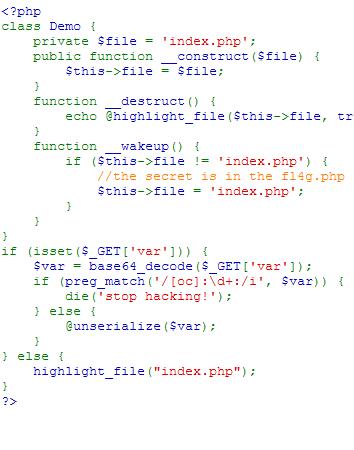 <?php
class Demo {
    private $file = 'index.php';
    public function __construct($file) {
        $this->file = $file;
    }
    function __destruct() {
        echo @highlight_file($this->file, tr
    }
    function __wakeup() {
        if ($this->file != 'index.php') {
            //the secret is in the fl4g.php
            $this->file = 'index.php';
        }
    }
}
if (isset($_GET['var'])) {
    $var = base64_decode($_GET['var']);
    if (preg_match('/[oc]:\d+:/i', $var)) {
        die('stop hacking!');
    } else {
        @unserialize($var);
    }
} else {
    highlight_file("index.php");
}
?>